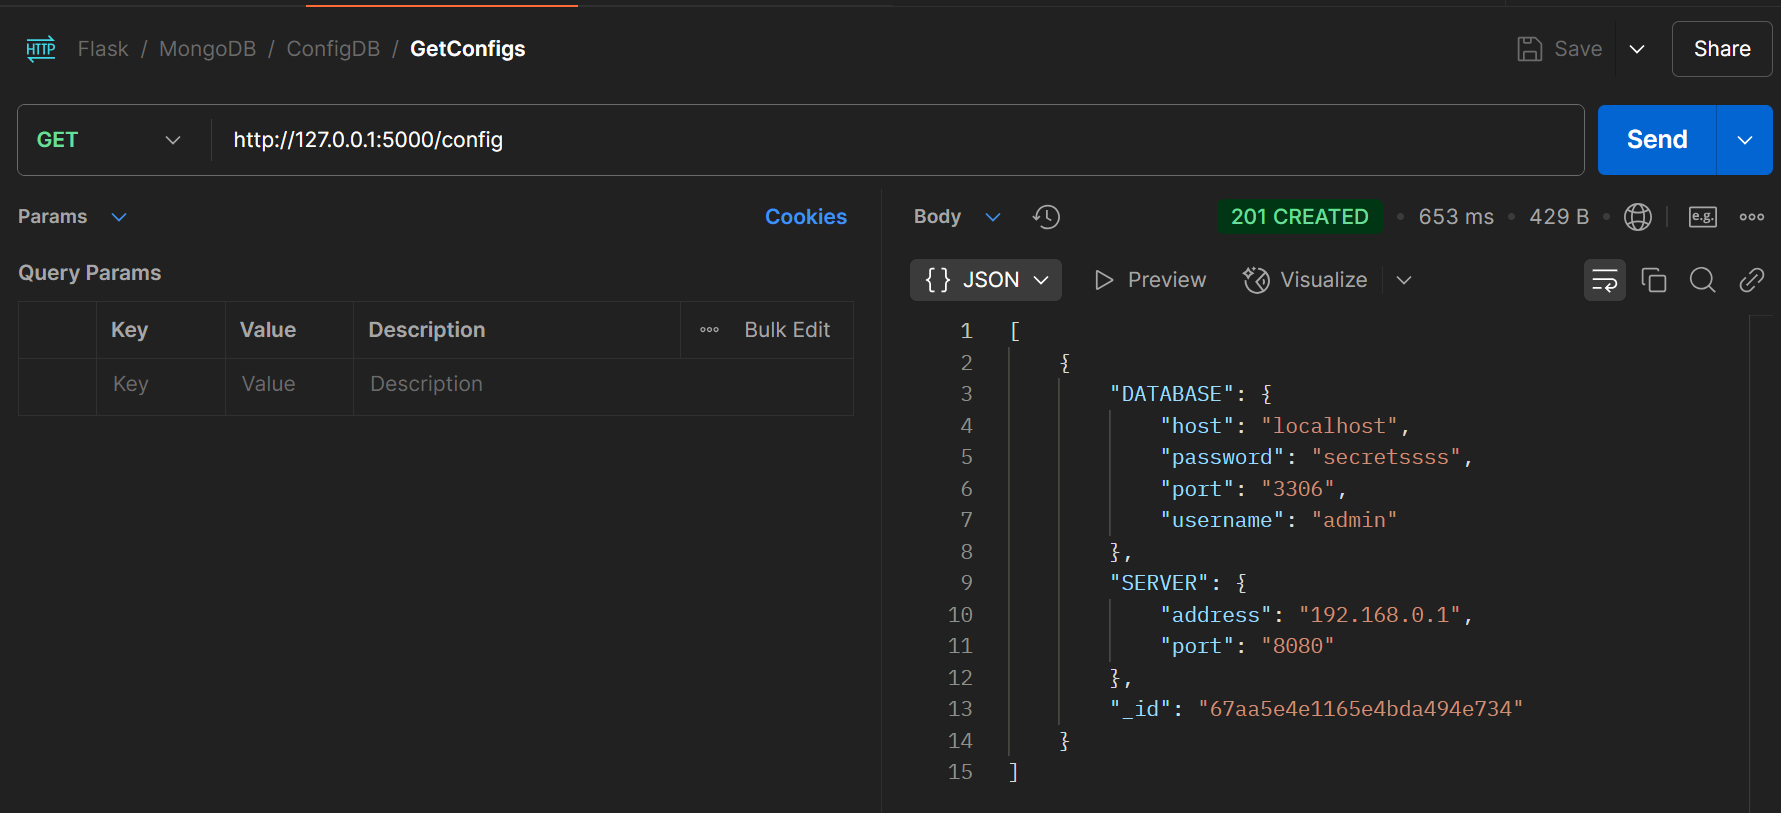 HTTP Flask / MongoDB / ConfigDB / GetConfigs
Save
Share
GET http://127.0.0.1:5000/config
Send
Params
Cookies
Query Params
Key Value Description Bulk Edit
Key Value Description
Body
201 CREATED • 653 ms • 429 B •
e.g.
{} JSON
Preview
Visualize
1 [
2 {
3 "DATABASE": {
4 "host": "localhost",
5 "password": "secretssss",
6 "port": "3306",
7 "username": "admin"
8 },
9 "SERVER": {
10 "address": "192.168.0.1",
11 "port": "8080"
12 },
13 "_id": "67aa5e4e1165e4bda494e734"
14 }
15 ]